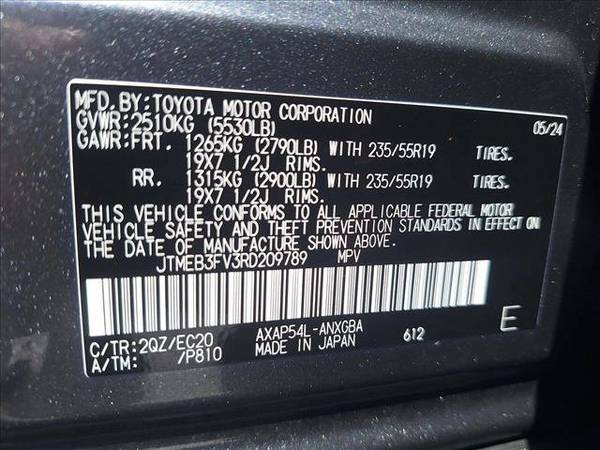 MFD.BY:TOYOTA MOTOR CORPORATION 05/24
GVWR:2510KG (5530LB)
GAWR:FRT. 1265KG (2790LB) WITH 235/55R19 TIRES.
19X7 1/2J RIMS.
RR. 1315KG (2900LB) WITH 235/55R19 TIRES.
19X7 1/2J RIMS.
THIS VEHICLE CONFORMS TO ALL APPLICABLE FEDERAL MOTOR
VEHICLE SAFETY AND THEFT PREVENTION STANDARDS IN EFFECT ON
THE DATE OF MANUFACTURE SHOWN ABOVE.
JTMEB3FV3RD209789 MPV
C/TR:2QZ/EC20 AXAP54L-ANXGBA 612 E
A/TM: /P810 MADE IN JAPAN